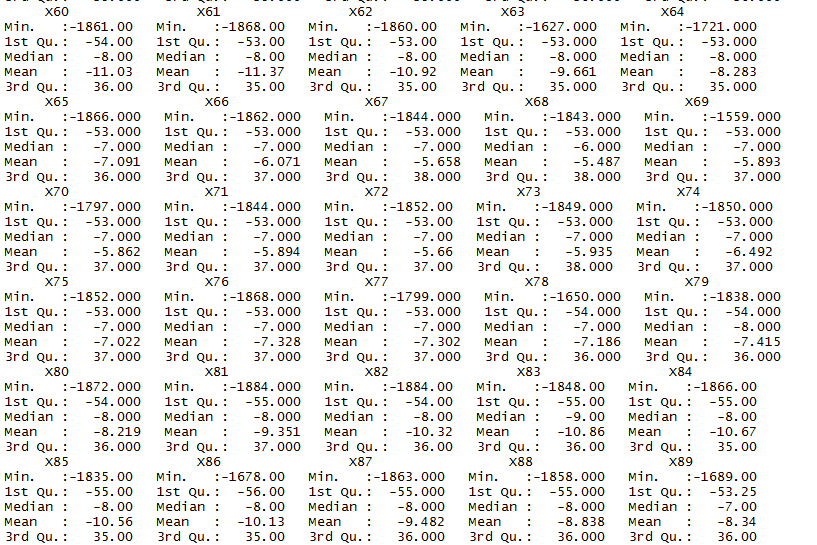 X60 X61 X62 X63 X64
Min. :-1861.00 Min. :-1868.00 Min. :-1860.00 Min. :-1627.000 Min. :-1721.000
1st Qu.: -54.00 1st Qu.: -53.00 1st Qu.: -53.00 1st Qu.: -53.000 1st Qu.: -53.000
Median : -8.00 Median : -8.00 Median : -8.00 Median : -8.000 Median : -8.000
Mean : -11.03 Mean : -11.37 Mean : -10.92 Mean : -9.661 Mean : -8.283
3rd Qu.: 36.00 3rd Qu.: 35.00 3rd Qu.: 35.00 3rd Qu.: 35.000 3rd Qu.: 35.000
X65 X66 X67 X68 X69
Min. :-1866.000 Min. :-1862.000 Min. :-1844.000 Min. :-1843.000 Min. :-1559.000
1st Qu.: -53.000 1st Qu.: -53.000 1st Qu.: -53.000 1st Qu.: -53.000 1st Qu.: -53.000
Median : -7.000 Median : -7.000 Median : -7.000 Median : -6.000 Median : -7.000
Mean : -7.091 Mean : -6.071 Mean : -5.658 Mean : -5.487 Mean : -5.893
3rd Qu.: 36.000 3rd Qu.: 37.000 3rd Qu.: 38.000 3rd Qu.: 38.000 3rd Qu.: 37.000
X70 X71 X72 X73 X74
Min. :-1797.000 Min. :-1844.000 Min. :-1852.00 Min. :-1849.000 Min. :-1850.000
1st Qu.: -53.000 1st Qu.: -53.000 1st Qu.: -53.00 1st Qu.: -53.000 1st Qu.: -53.000
Median : -7.000 Median : -7.000 Median : -7.00 Median : -7.000 Median : -7.000
Mean : -5.862 Mean : -5.894 Mean : -5.66 Mean : -5.935 Mean : -6.492
3rd Qu.: 37.000 3rd Qu.: 37.000 3rd Qu.: 37.00 3rd Qu.: 38.000 3rd Qu.: 37.000
X75 X76 X77 X78 X79
Min. :-1852.000 Min. :-1868.000 Min. :-1799.000 Min. :-1650.000 Min. :-1838.000
1st Qu.: -53.000 1st Qu.: -53.000 1st Qu.: -53.000 1st Qu.: -54.000 1st Qu.: -54.000
Median : -7.000 Median : -7.000 Median : -7.000 Median : -7.000 Median : -8.000
Mean : -7.022 Mean : -7.328 Mean : -7.302 Mean : -7.186 Mean : -7.415
3rd Qu.: 37.000 3rd Qu.: 37.000 3rd Qu.: 37.000 3rd Qu.: 36.000 3rd Qu.: 36.000
X80 X81 X82 X83 X84
Min. :-1872.000 Min. :-1884.000 Min. :-1884.00 Min. :-1848.00 Min. :-1866.00
1st Qu.: -54.000 1st Qu.: -55.000 1st Qu.: -54.00 1st Qu.: -55.00 1st Qu.: -55.00
Median : -8.000 Median : -8.000 Median : -8.00 Median : -9.00 Median : -8.00
Mean : -8.219 Mean : -9.351 Mean : -10.32 Mean : -10.86 Mean : -10.67
3rd Qu.: 36.000 3rd Qu.: 37.000 3rd Qu.: 36.00 3rd Qu.: 36.00 3rd Qu.: 35.00
X85 X86 X87 X88 X89
Min. :-1835.00 Min. :-1678.00 Min. :-1863.000 Min. :-1858.000 Min. :-1689.00
1st Qu.: -55.00 1st Qu.: -56.00 1st Qu.: -55.000 1st Qu.: -55.000 1st Qu.: -53.25
Median : -8.00 Median : -8.00 Median : -8.000 Median : -8.000 Median : -7.00
Mean : -10.56 Mean : -10.13 Mean : -9.482 Mean : -8.838 Mean : -8.34
3rd Qu.: 35.00 3rd Qu.: 35.00 3rd Qu.: 36.000 3rd Qu.: 36.000 3rd Qu.: 36.00